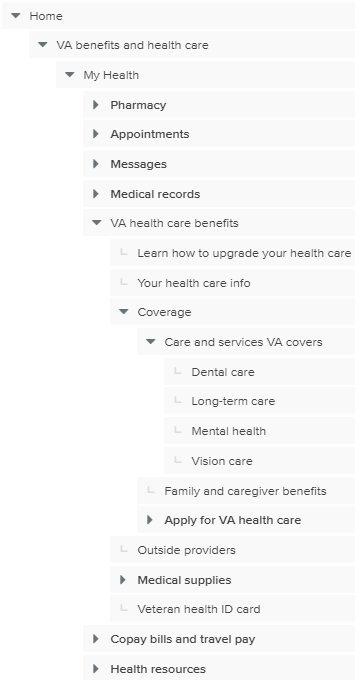 Home
VA benefits and health care
My Health
Pharmacy
Appointments
Messages
Medical records
VA health care benefits
Learn how to upgrade your health care
Your health care info
Coverage
Care and services VA covers
Dental care
Long-term care
Mental health
Vision care
Family and caregiver benefits
Apply for VA health care
Outside providers
Medical supplies
Veteran health ID card
Copay bills and travel pay
Health resources